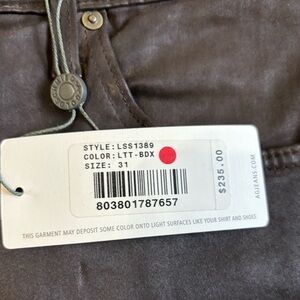 STYLE: LSS1389
COLOR: LTT-BDX
SIZE: 31
$235.00
AGJEANS.COM
803801787657
THIS GARMENT MAY DEPOSIT SOME COLOR ONTO LIGHT SURFACES LIKE YOUR SHIRT AND SHOES.